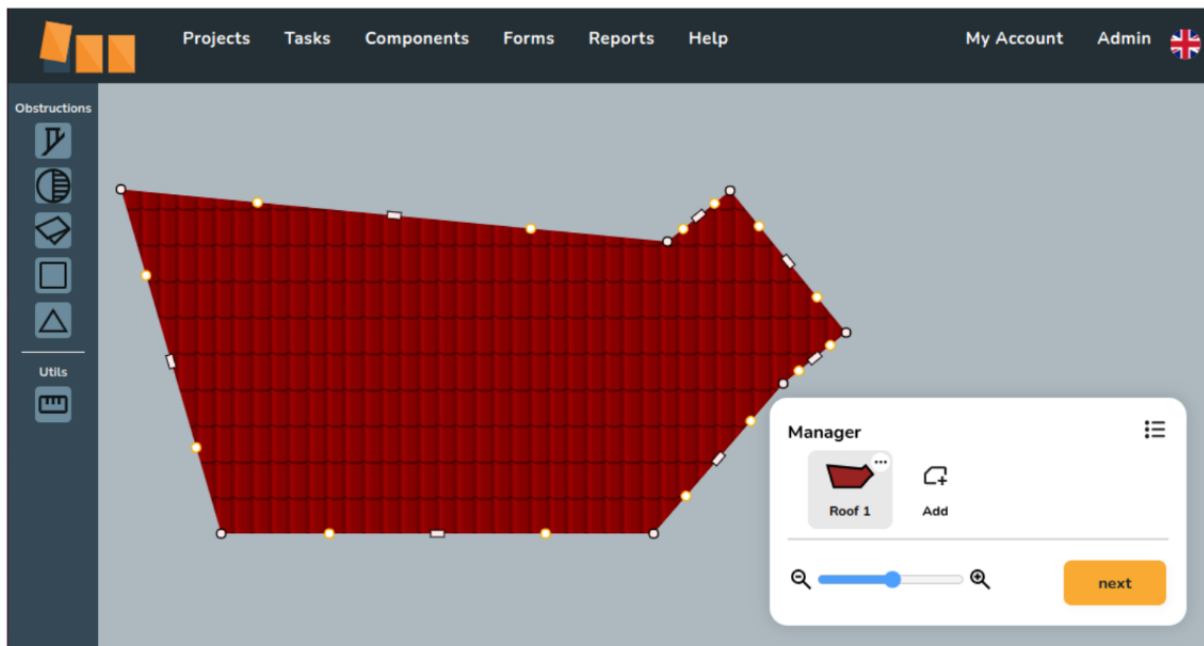 Projects Tasks Components Forms Reports Help My Account Admin
Obstructions
Utils
Manager
Roof 1 Add
next